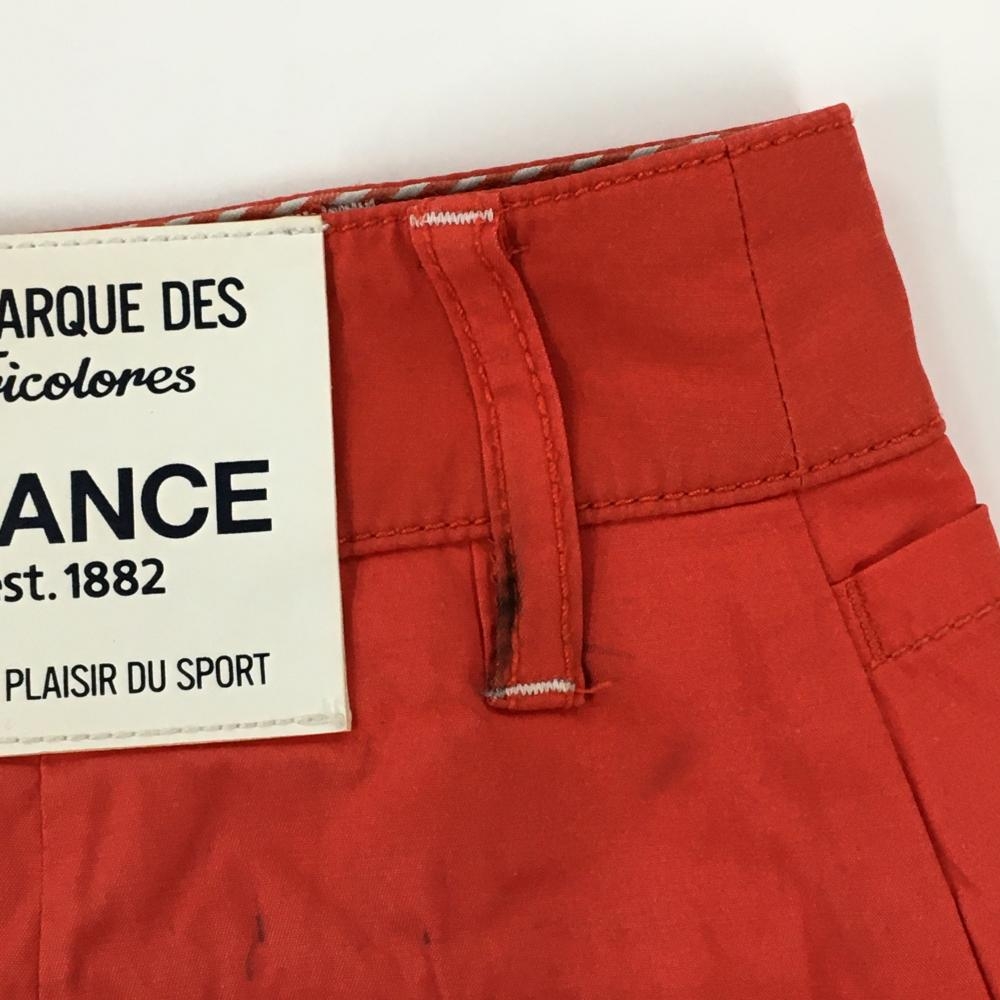 ARQUE DES
icolores
ANCE
est. 1882
PLAISIR DU SPORT